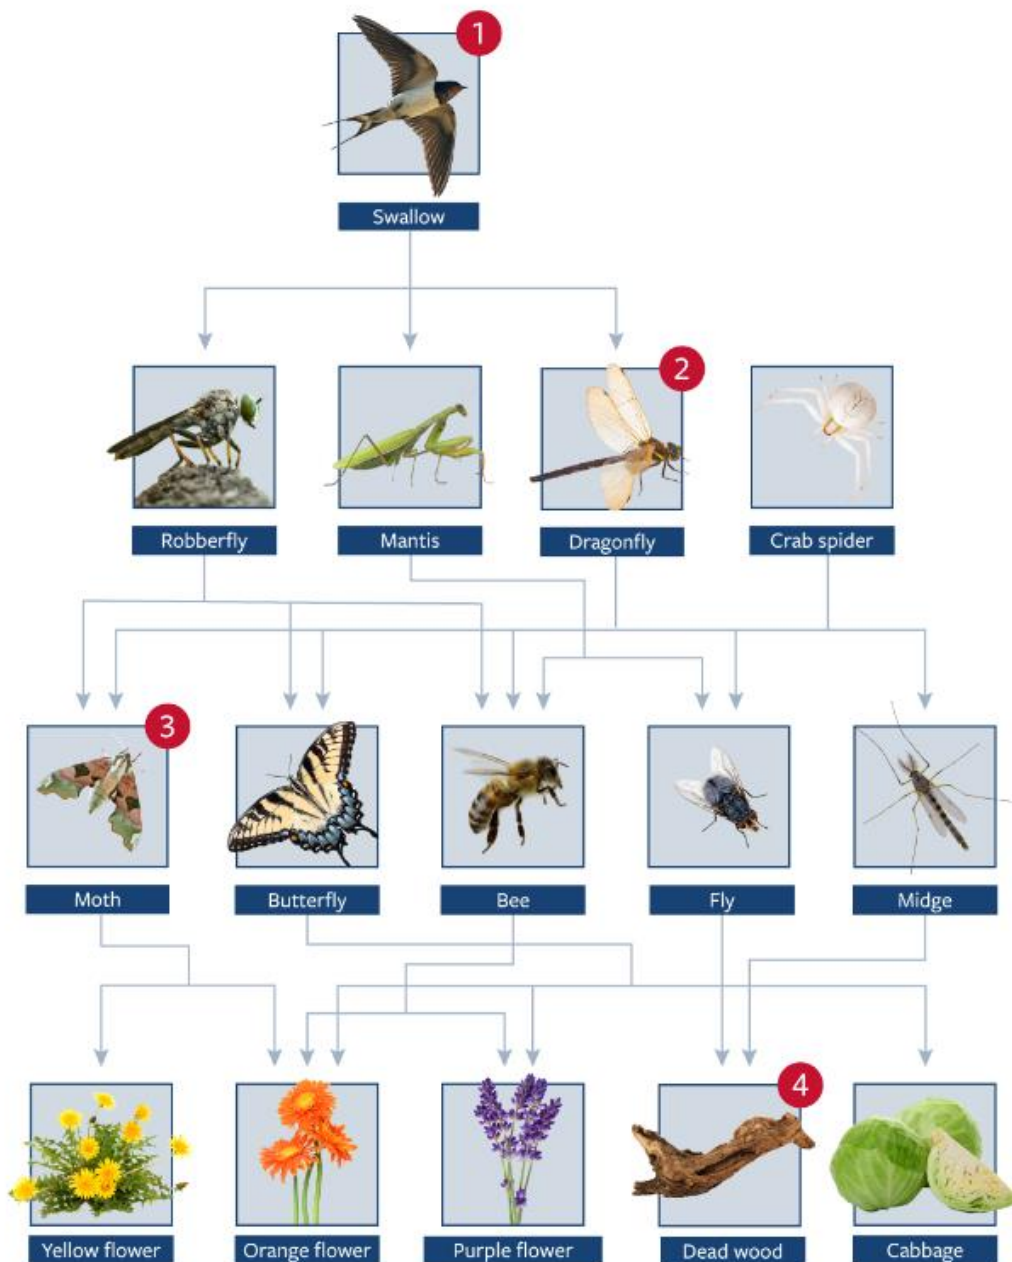 1
Swallow
2
Robberfly
Mantis
Dragonfly
Crab spider
3
Moth
Butterfly
Bee
Fly
Midge
4
Yellow flower
Orange flower
Purple flower
Dead wood
Cabbage